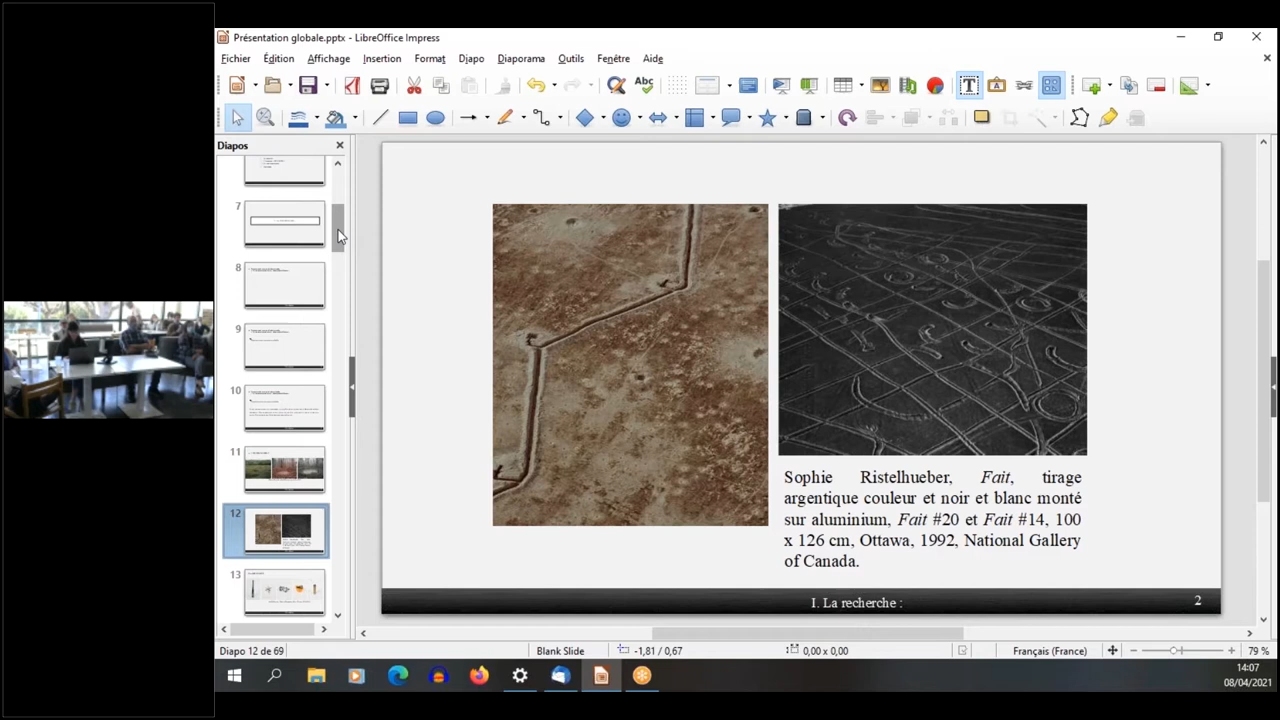 Présentation globale.pptx - LibreOffice Impress
Fichier Édition Affichage Insertion Format Diapo Diaporama Outils Fenêtre Aide
Diapos
7
8
9
10
11
12
13
Sophie Ristelhueber, Fait, tirage
argentique couleur et noir et blanc monté
sur aluminium, Fait #20 et Fait #14, 100
x 126 cm, Ottawa, 1992, National Gallery
of Canada.
I. La recherche :
2
Diapo 12 de 69
Blank Slide
-1,81 / 0,67
0,00 x 0,00
Français (France)
79 %
14:07
08/04/2021